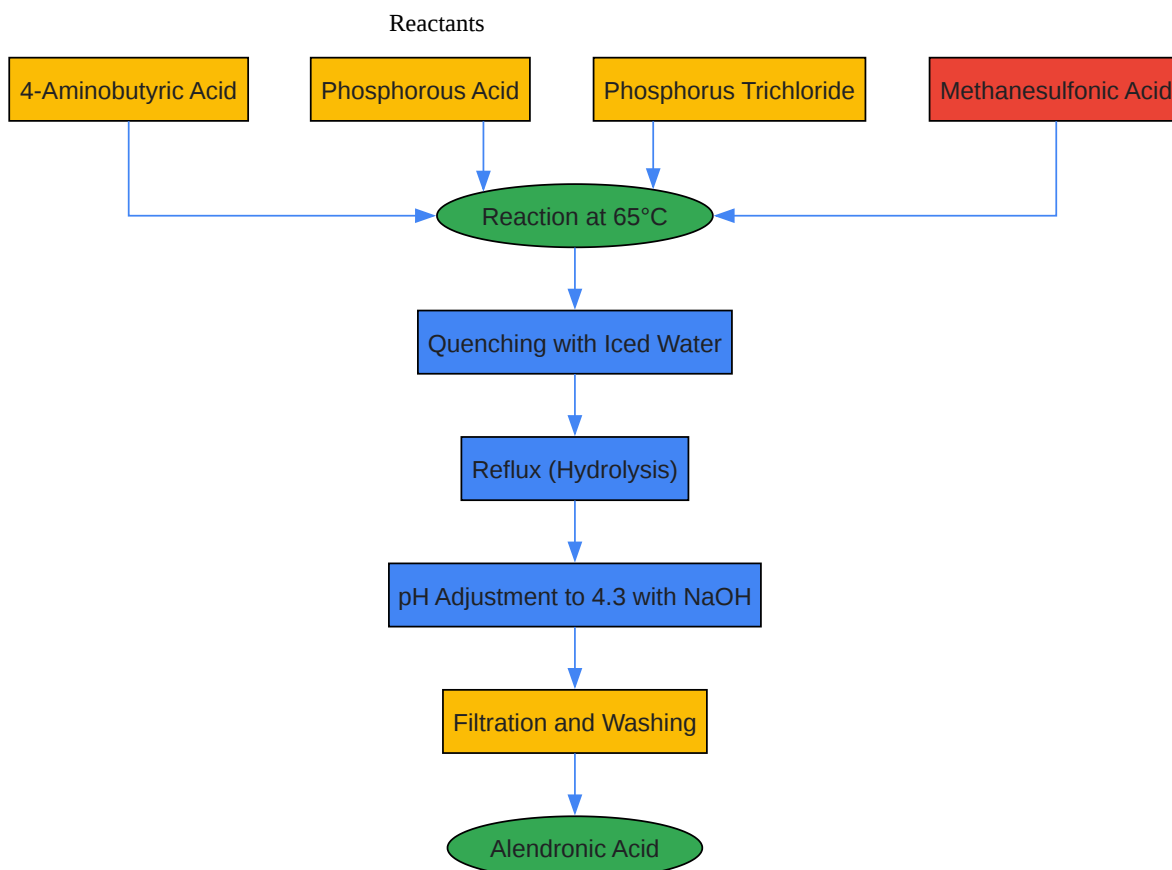 Reactants
4-Aminobutyric Acid
Phosphorous Acid
Phosphorus Trichloride
Methanesulfonic Acid
Reaction at 65°C
Quenching with Iced Water
Reflux (Hydrolysis)
pH Adjustment to 4.3 with NaOH
Filtration and Washing
Alendronic Acid